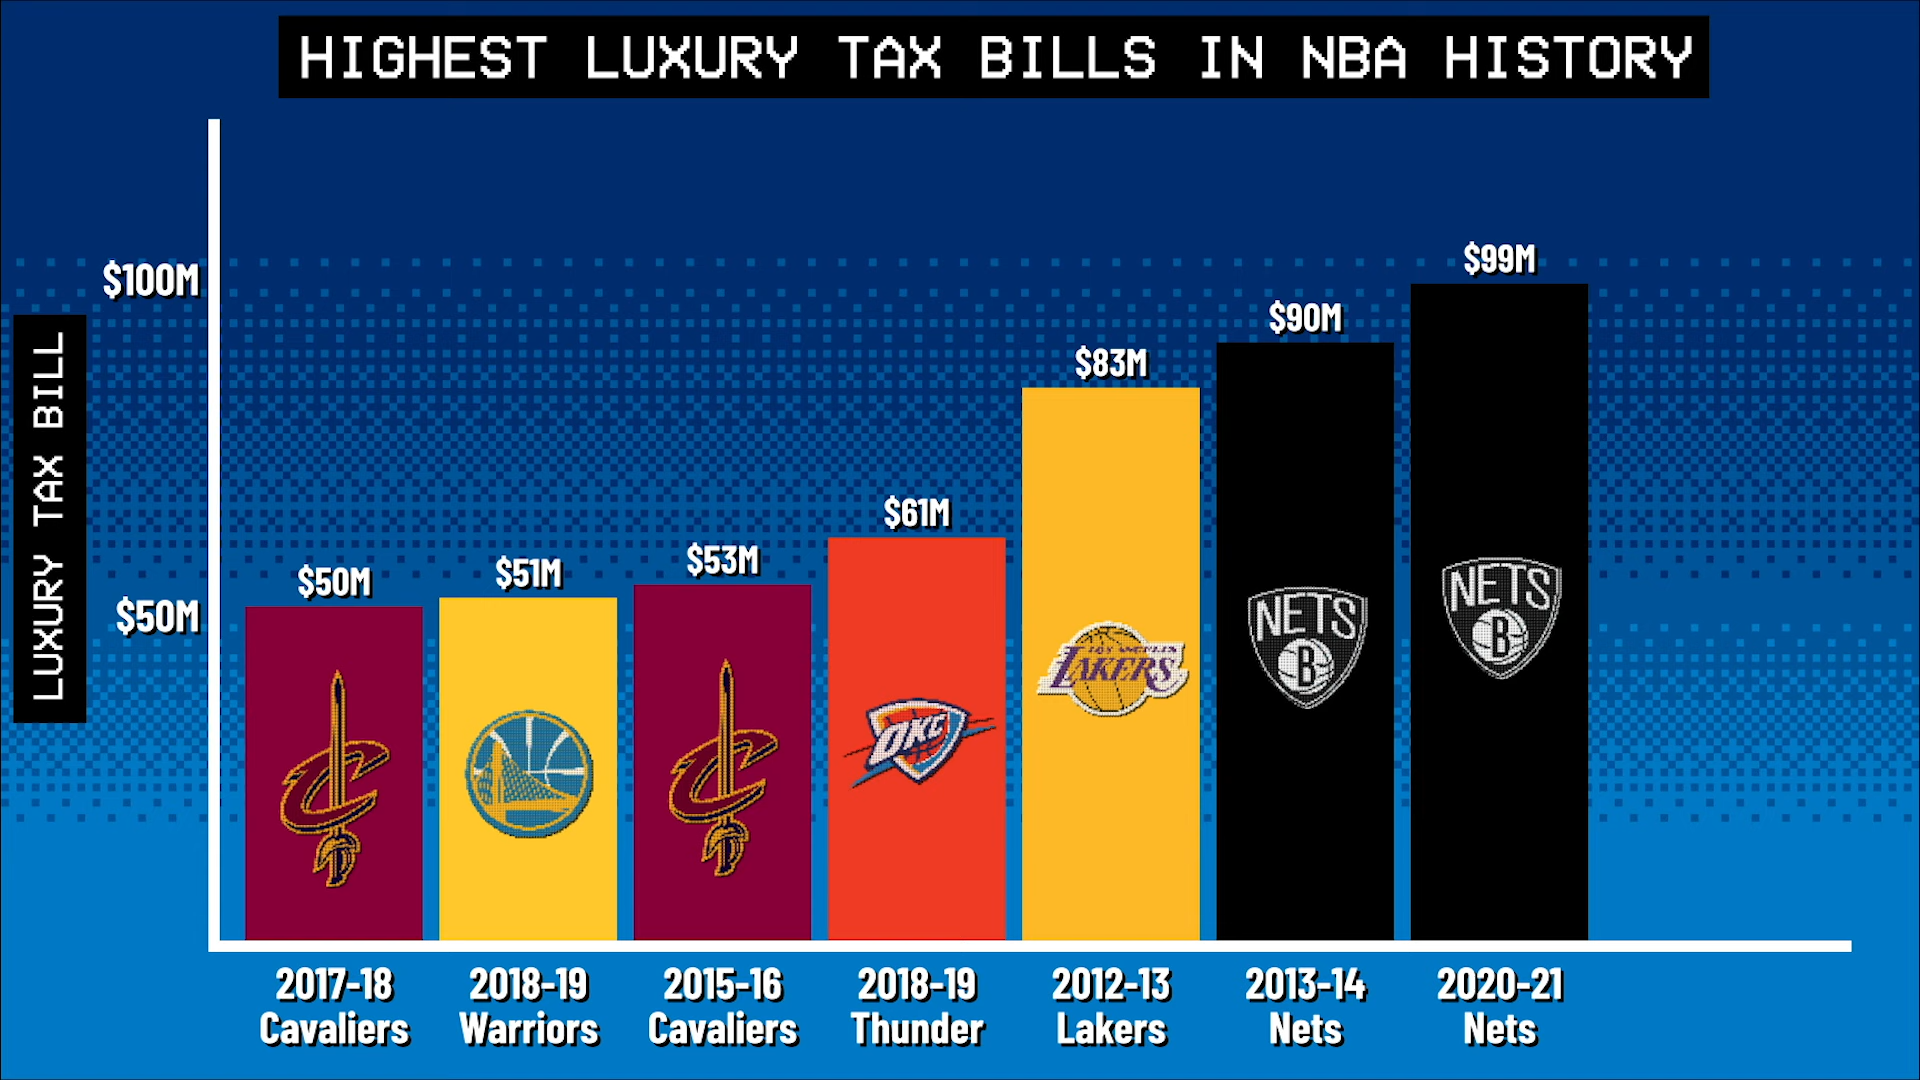 HIGHEST LUXURY TAX BILLS IN NBA HISTORY
LUXURY TAX BILL
$100M
$50M
$50M
$51M
$53M
$61M
$83M
$90M
$99M
OKC
LOS ANGELES
LAKERS
NETS
B
NETS
B
2017-18
Cavaliers
2018-19
Warriors
2015-16
Cavaliers
2018-19
Thunder
2012-13
Lakers
2013-14
Nets
2020-21
Nets